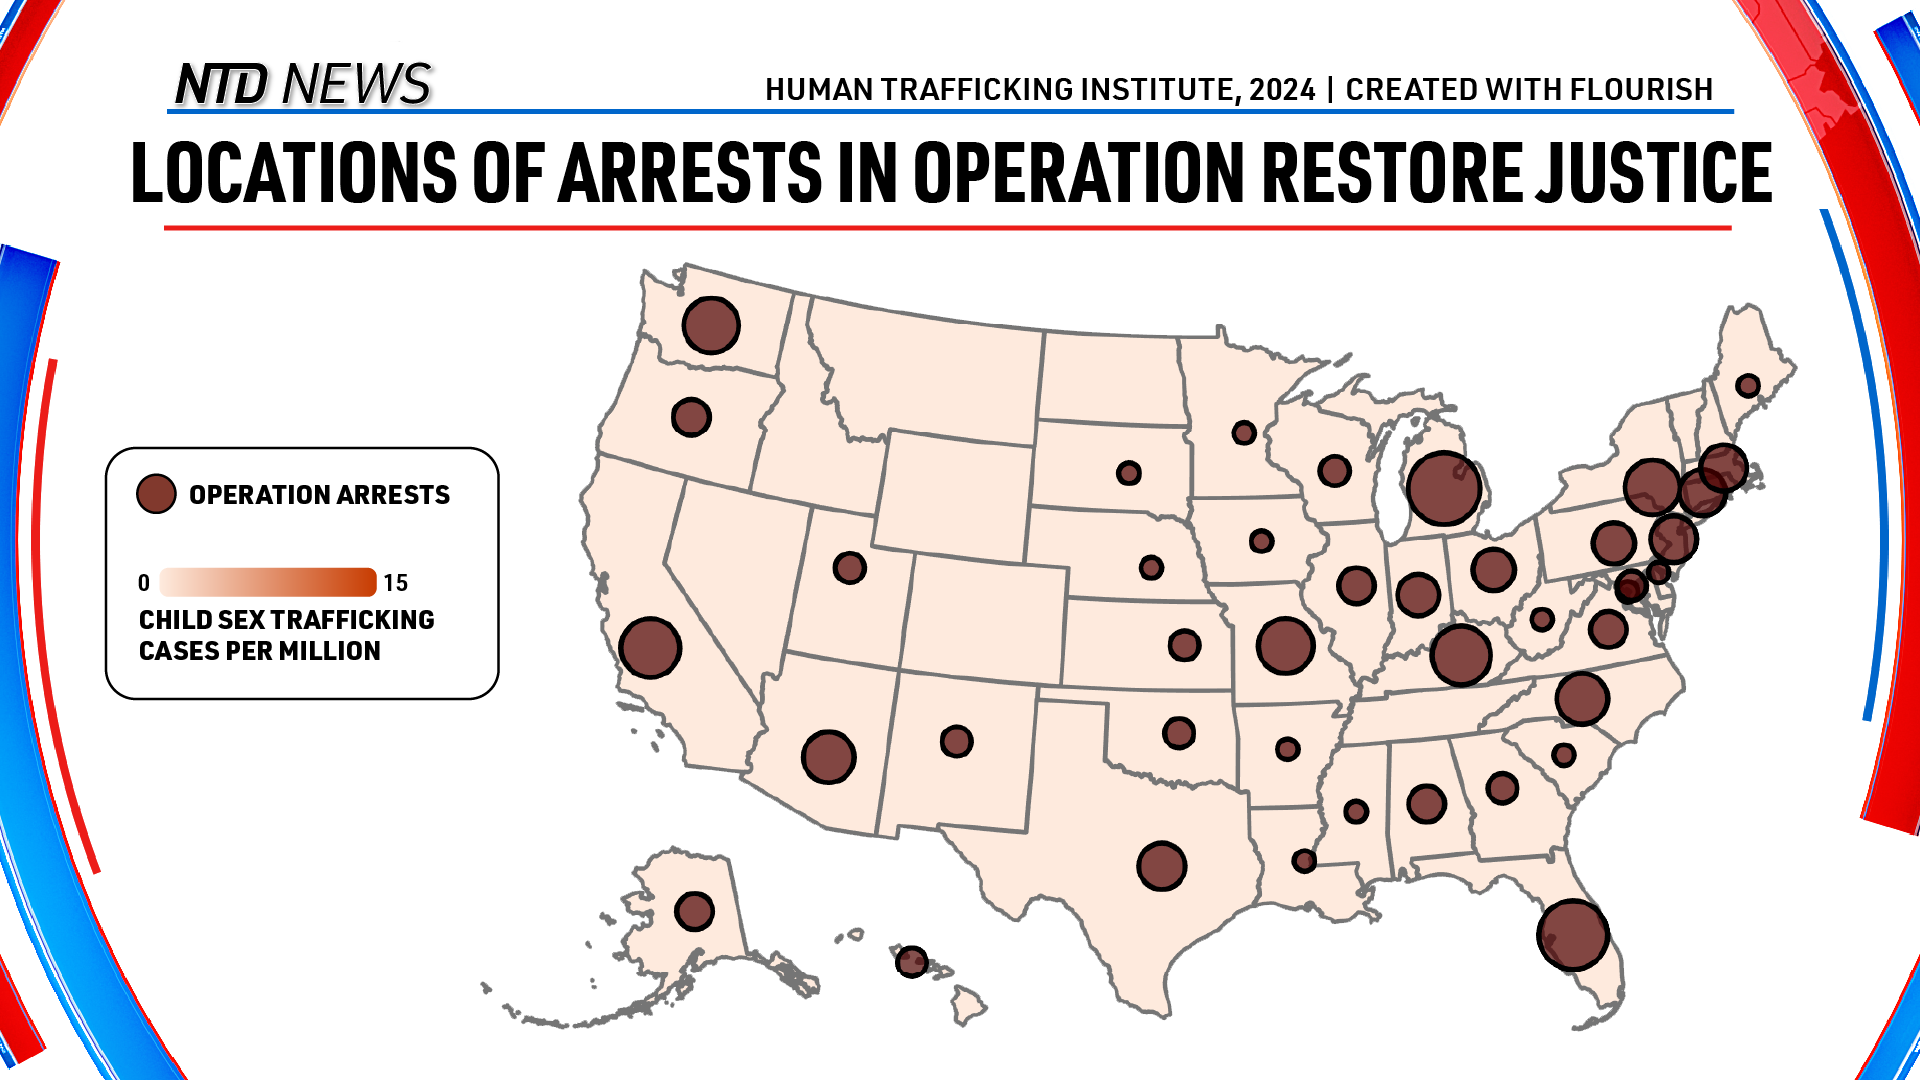 NTD NEWS
HUMAN TRAFFICKING INSTITUTE, 2024 | CREATED WITH FLOURISH
LOCATIONS OF ARRESTS IN OPERATION RESTORE JUSTICE
OPERATION ARRESTS
0 15
CHILD SEX TRAFFICKING
CASES PER MILLION